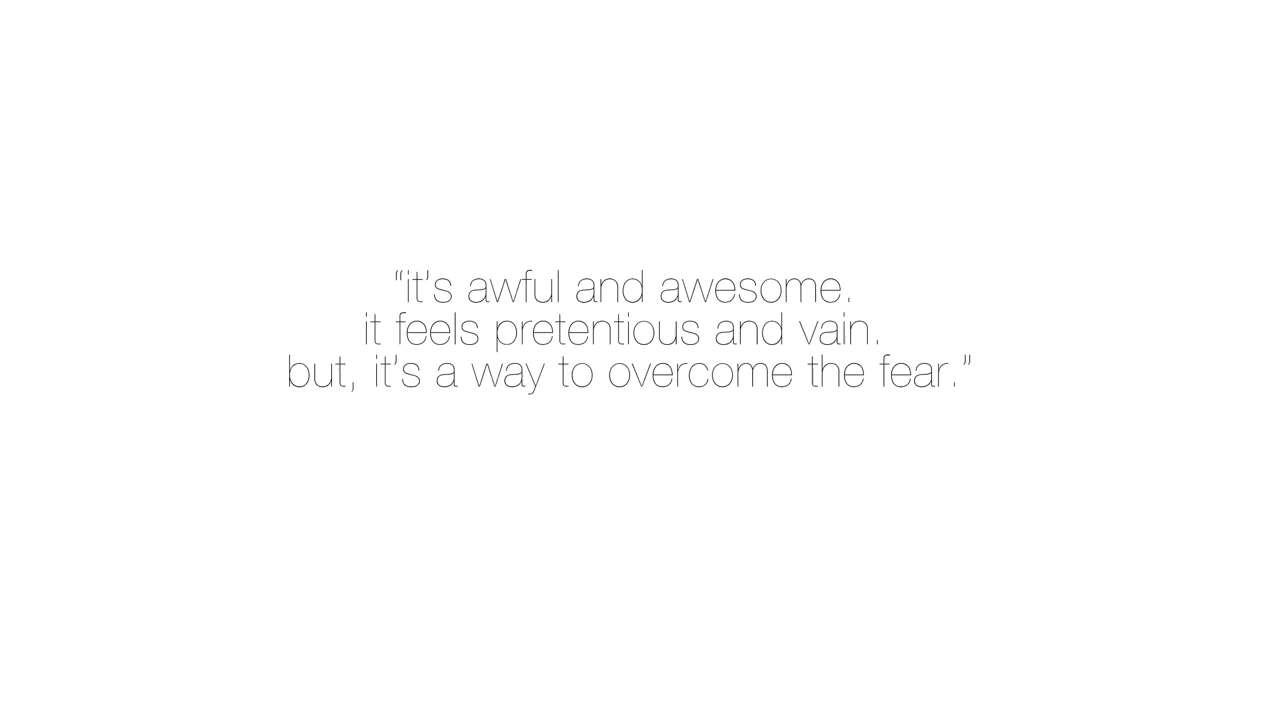 “it’s awful and awesome.
it feels pretentious and vain.
but, it’s a way to overcome the fear.”